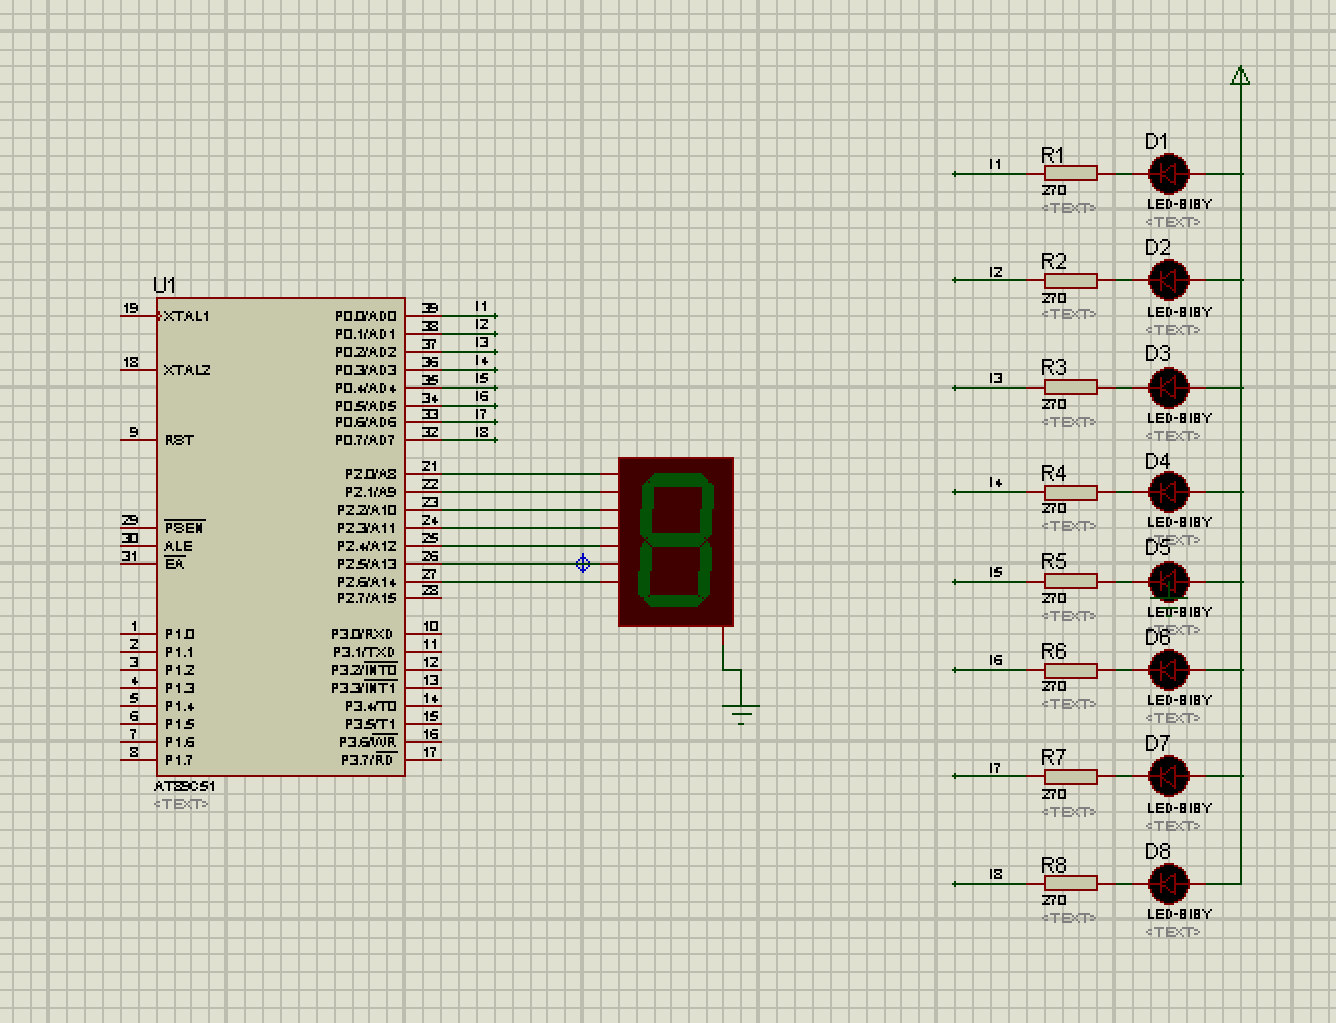 U1
19 XTAL1
18 XTAL2
9 RST
29 PSEN
30 ALE
31 EA
1 P1.0
2 P1.1
3 P1.2
4 P1.3
5 P1.4
6 P1.5
7 P1.6
8 P1.7
P0.0/AD0 39 I1
P0.1/AD1 38 I2
P0.2/AD2 37 I3
P0.3/AD3 36 I4
P0.4/AD4 35 I5
P0.5/AD5 34 I6
P0.6/AD6 33 I7
P0.7/AD7 32 I8
P2.0/A8 21
P2.1/A9 22
P2.2/A10 23
P2.3/A11 24
P2.4/A12 25
P2.5/A13 26
P2.6/A14 27
P2.7/A15 28
P3.0/RXD 10
P3.1/TXD 11
P3.2/INT0 12
P3.3/INT1 13
P3.4/T0 14
P3.5/T1 15
P3.6/WR 16
P3.7/RD 17
AT89C51
<TEXT>
I1 R1 D1
270 LED-BIBY
<TEXT> <TEXT>
I2 R2 D2
270 LED-BIBY
<TEXT> <TEXT>
I3 R3 D3
270 LED-BIBY
<TEXT> <TEXT>
I4 R4 D4
270 LED-BIBY
<TEXT> <TEXT>
I5 R5 D5
270 LED-BIBY
<TEXT> <TEXT>
I6 R6 D6
270 LED-BIBY
<TEXT> <TEXT>
I7 R7 D7
270 LED-BIBY
<TEXT> <TEXT>
I8 R8 D8
270 LED-BIBY
<TEXT> <TEXT>